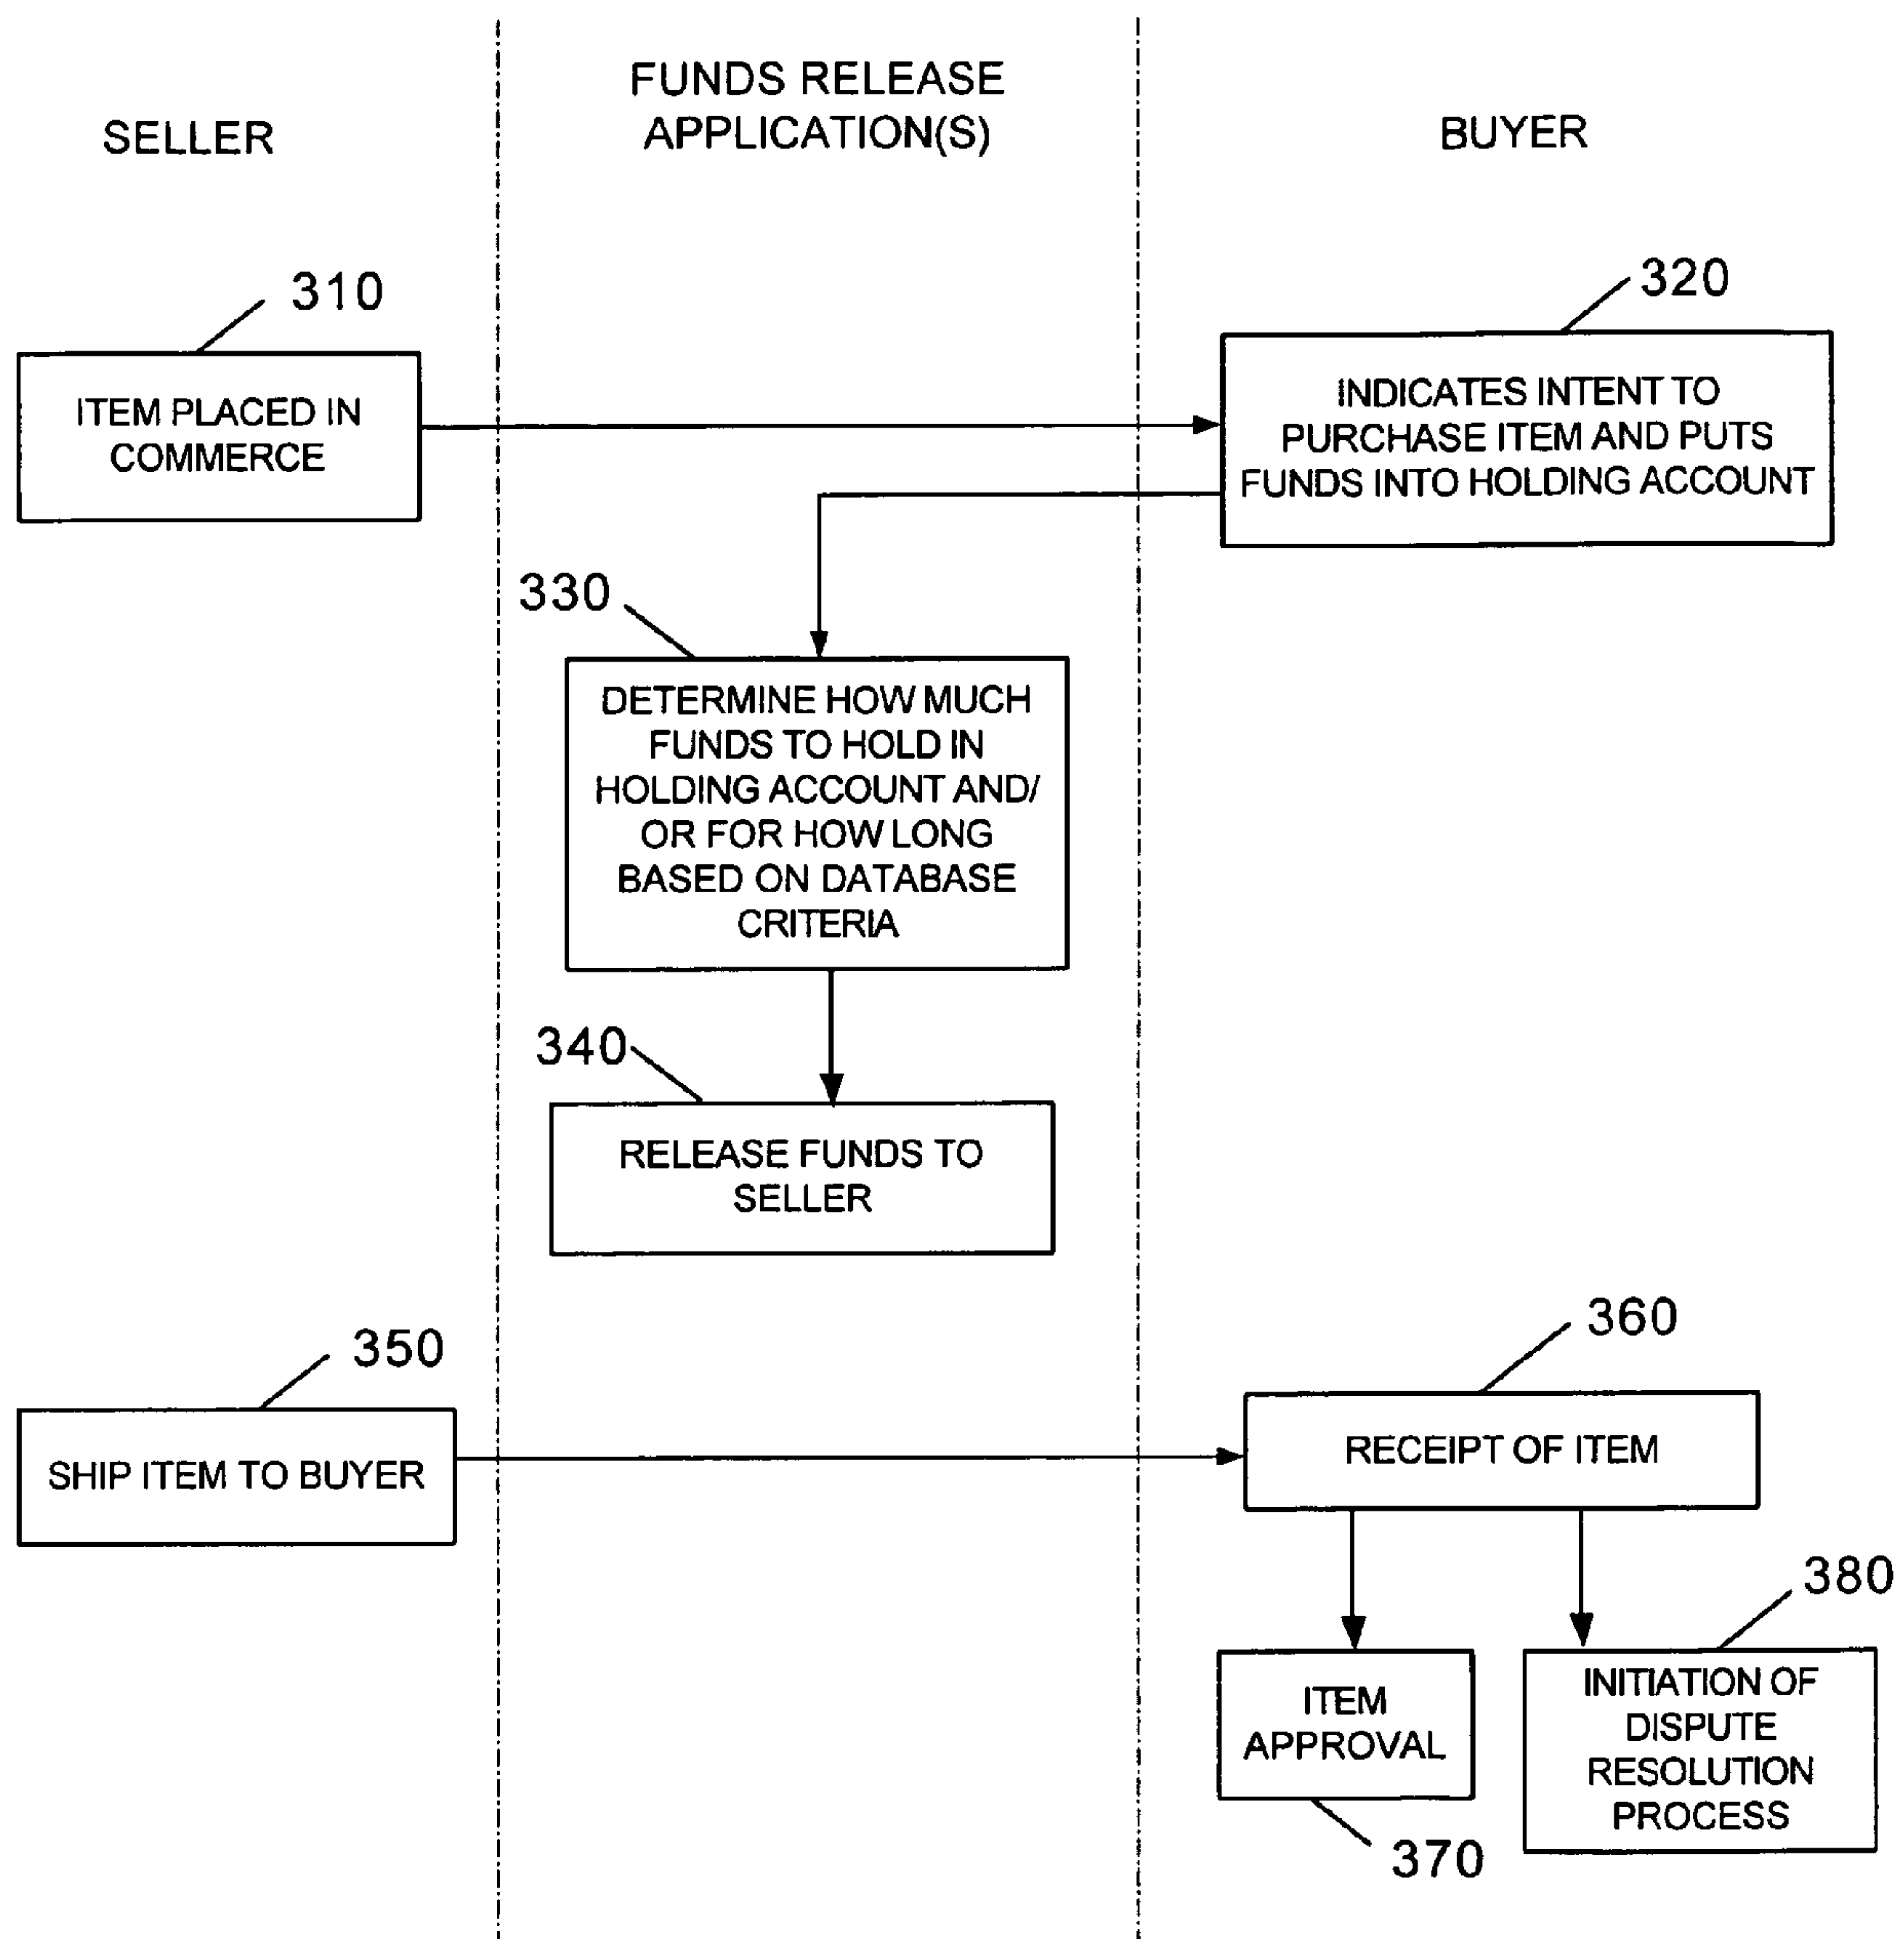 SELLER
FUNDS RELEASE
APPLICATION(S)
BUYER
310
ITEM PLACED IN
COMMERCE
320
INDICATES INTENT TO
PURCHASE ITEM AND PUTS
FUNDS INTO HOLDING ACCOUNT
330
DETERMINE HOW MUCH
FUNDS TO HOLD IN
HOLDING ACCOUNT AND/
OR FOR HOW LONG
BASED ON DATABASE
CRITERIA
340
RELEASE FUNDS TO
SELLER
350
SHIP ITEM TO BUYER
360
RECEIPT OF ITEM
ITEM
APPROVAL
370
380
INITIATION OF
DISPUTE
RESOLUTION
PROCESS